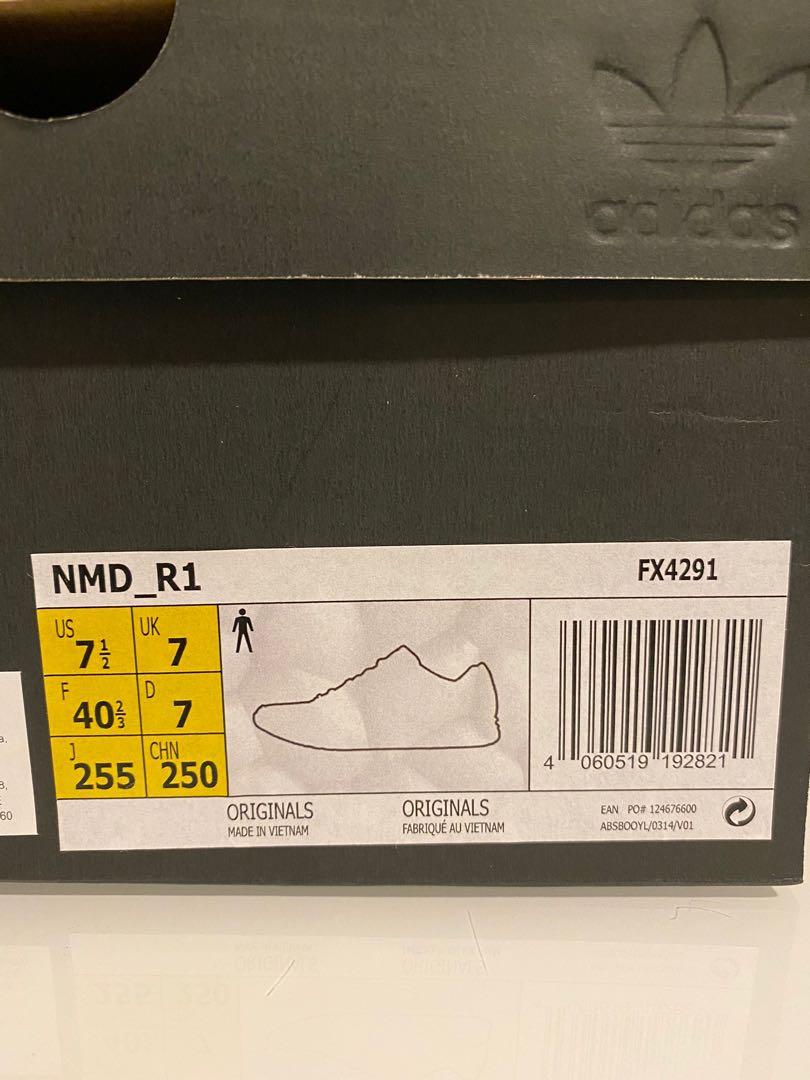 adidas
NMD_R1 FX4291
US 7½ UK 7
F 40⅔ D 7
J 255 CHN 250
4 060519 192821
ORIGINALS ORIGINALS
MADE IN VIETNAM FABRIQUÉ AU VIETNAM
EAN PO# 124676600
ABSBOOYL/0314/V01
60